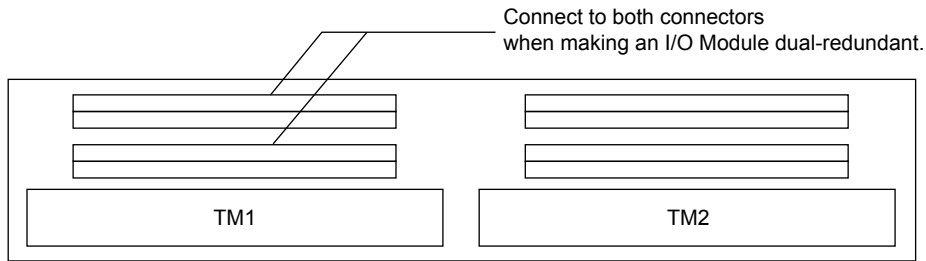 Connect to both connectors
when making an I/O Module dual-redundant.
TM1
TM2